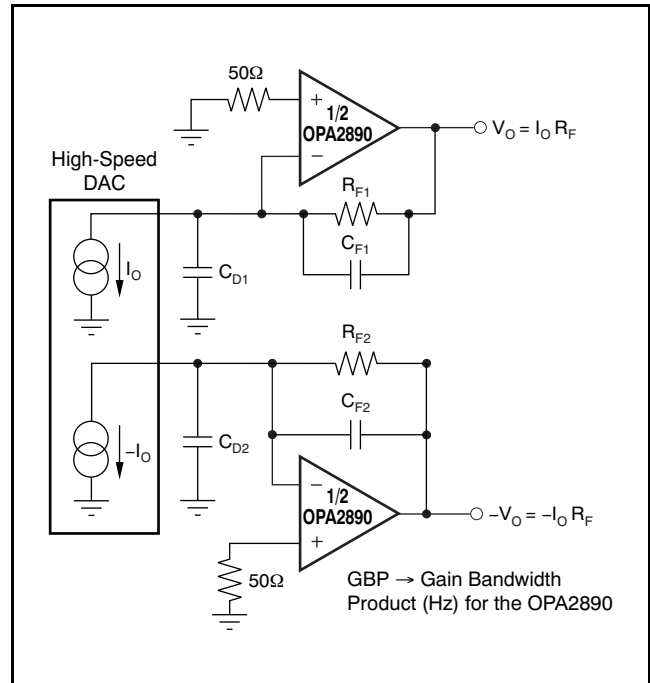 50Ω
+
1/2
OPA2890
−
V_O = I_O R_F
High-Speed
DAC
R_F1
C_F1
I_O
C_D1
R_F2
C_F2
−I_O
C_D2
−
1/2
OPA2890
+
−V_O = −I_O R_F
50Ω
GBP → Gain Bandwidth
Product (Hz) for the OPA2890